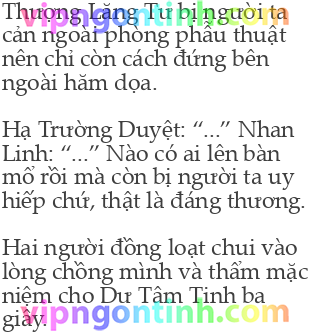 Thượng Lăng Tư bị người ta
cản ngoài phòng phẫu thuật
nên chỉ còn cách đứng bên
ngoài hăm dọa.
Hạ Trường Duyệt: “...” Nhan
Linh: “...” Nào có ai lên bàn
mổ rồi mà còn bị người ta uy
hiếp chứ, thật là đáng thương.
Hai người đồng loạt chui vào
lòng chồng mình và thẩm mặc
niệm cho Dư Tâm Tinh ba
giây.
vipngontinh.com
vipngontinh.com